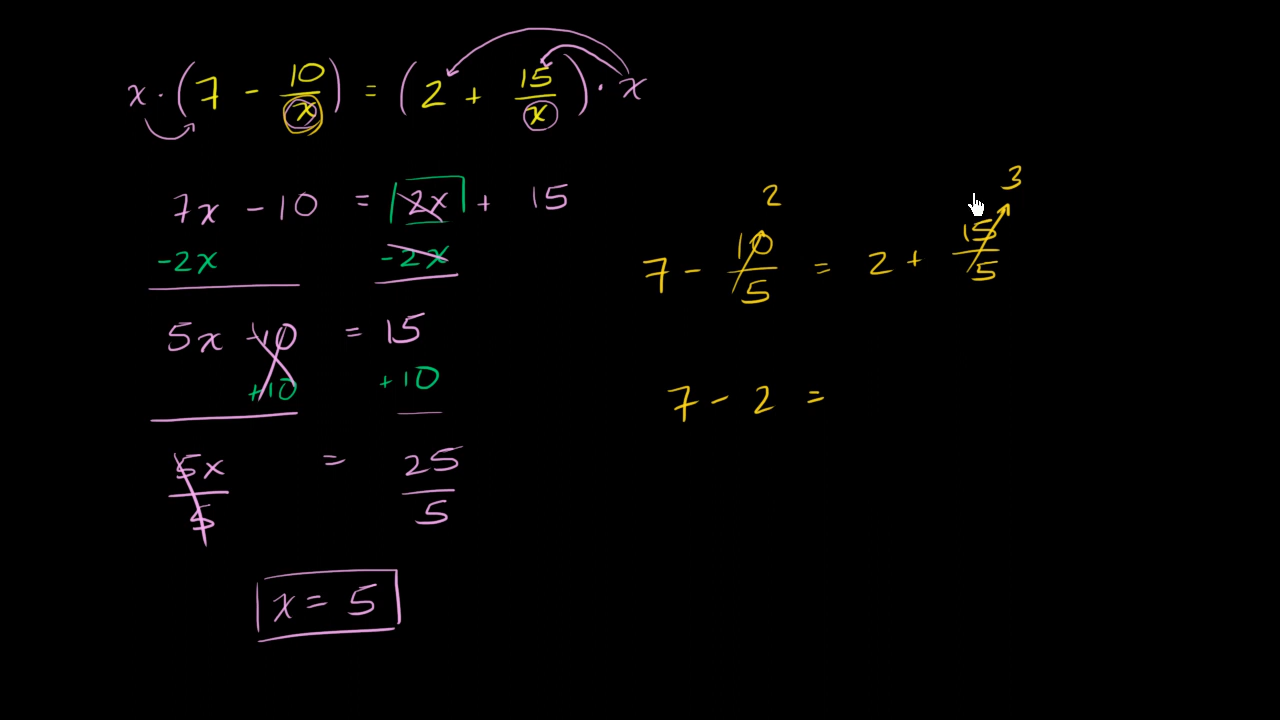 x · (7 - 10/x) = (2 + 15/x) · x
7x - 10 = 2x + 15
-2x -2x
5x -10 = 15
+10 +10
5x/5 = 25/5
x = 5
2 3
7 - 10/5 = 2 + 15/5
7 - 2 =